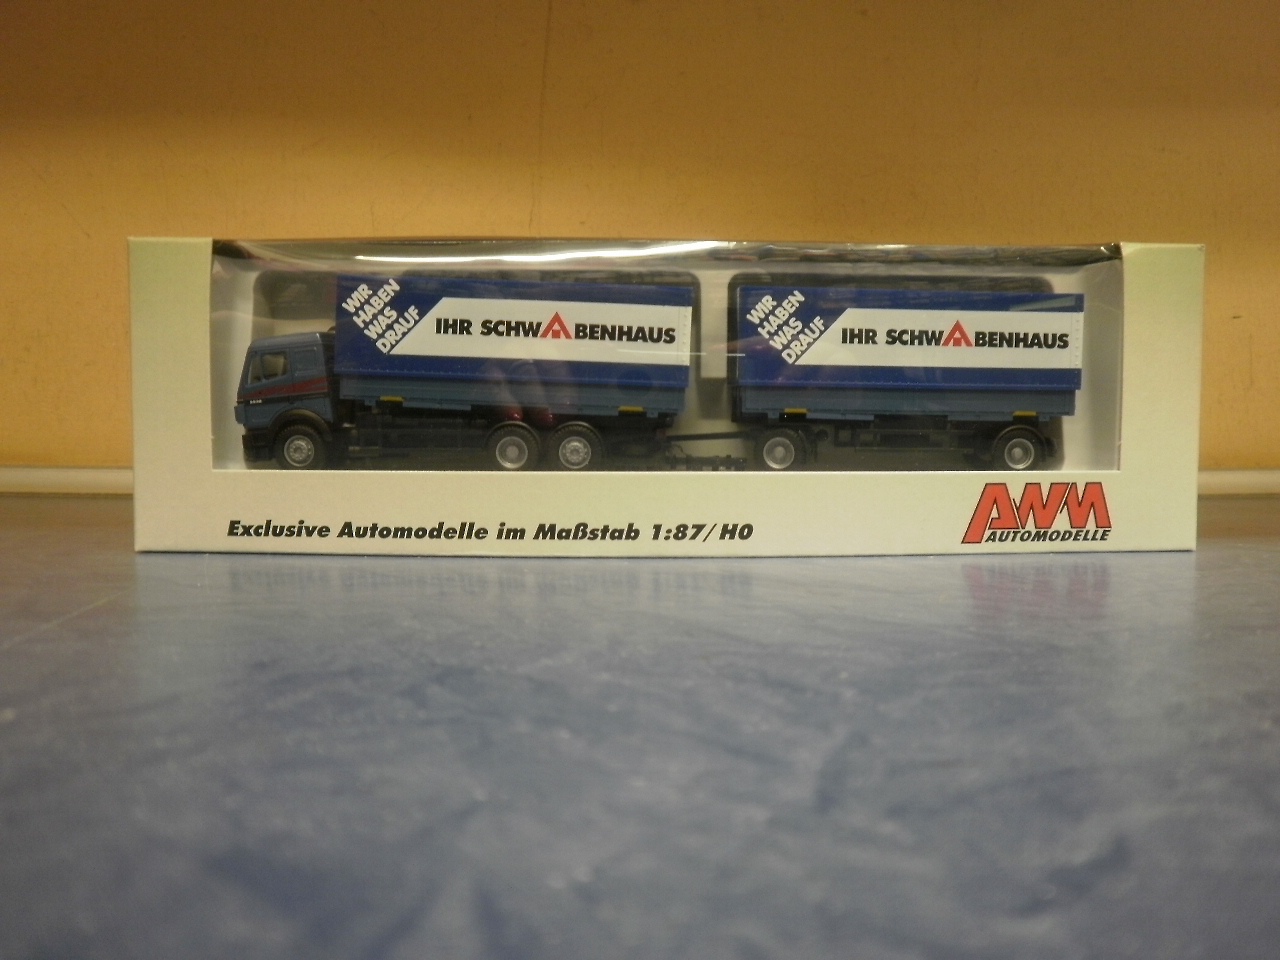 WIR
HABEN
WAS
DRAUF
IHR SCHWABENHAUS
WIR
HABEN
WAS
DRAUF
IHR SCHWABENHAUS
Exclusive Automodelle im Maßstab 1:87/H0
AWM
AUTOMODELLE